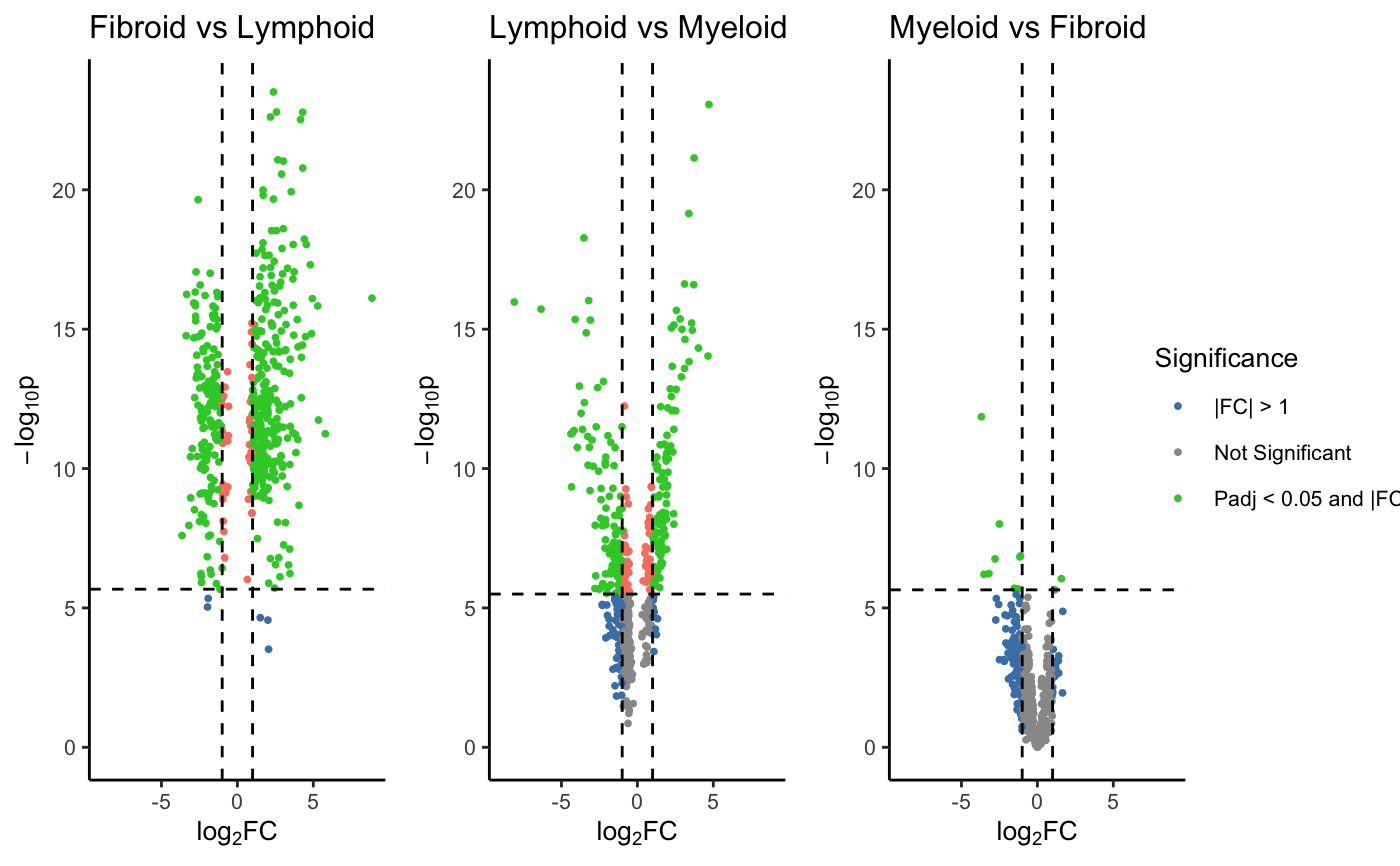 Fibroid vs Lymphoid
Lymphoid vs Myeloid
Myeloid vs Fibroid
20
15
10
5
0
−log₁₀p
-5 0 5
log₂FC
20
15
10
5
0
−log₁₀p
-5 0 5
log₂FC
20
15
10
5
0
−log₁₀p
-5 0 5
log₂FC
Significance
|FC| > 1
Not Significant
Padj < 0.05 and |FC